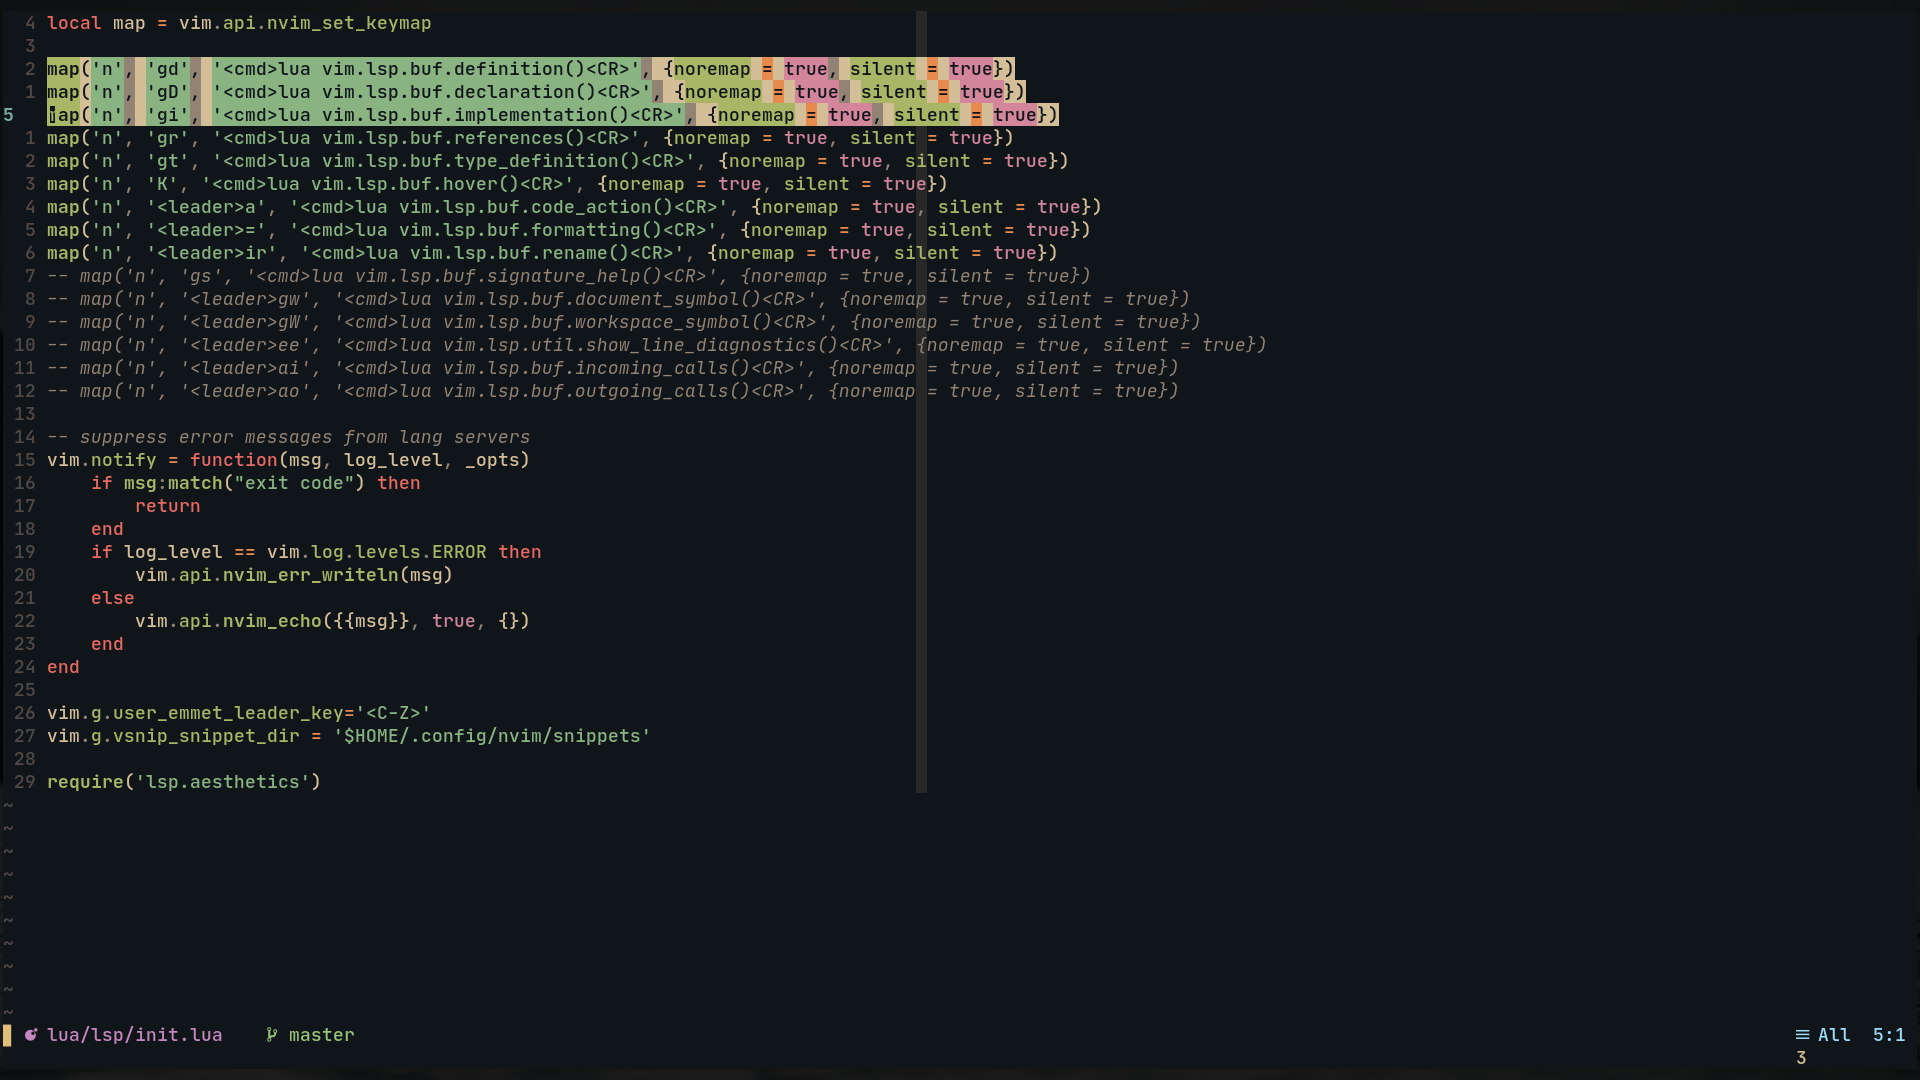 4 local map = vim.api.nvim_set_keymap
3
2 map('n', 'gd', '<cmd>lua vim.lsp.buf.definition()<CR>', {noremap = true, silent = true})
1 map('n', 'gD', '<cmd>lua vim.lsp.buf.declaration()<CR>', {noremap = true, silent = true})
5 map('n', 'gi', '<cmd>lua vim.lsp.buf.implementation()<CR>', {noremap = true, silent = true})
1 map('n', 'gr', '<cmd>lua vim.lsp.buf.references()<CR>', {noremap = true, silent = true})
2 map('n', 'gt', '<cmd>lua vim.lsp.buf.type_definition()<CR>', {noremap = true, silent = true})
3 map('n', 'K', '<cmd>lua vim.lsp.buf.hover()<CR>', {noremap = true, silent = true})
4 map('n', '<leader>a', '<cmd>lua vim.lsp.buf.code_action()<CR>', {noremap = true, silent = true})
5 map('n', '<leader>=', '<cmd>lua vim.lsp.buf.formatting()<CR>', {noremap = true, silent = true})
6 map('n', '<leader>ir', '<cmd>lua vim.lsp.buf.rename()<CR>', {noremap = true, silent = true})
7 -- map('n', 'gs', '<cmd>lua vim.lsp.buf.signature_help()<CR>', {noremap = true, silent = true})
8 -- map('n', '<leader>gw', '<cmd>lua vim.lsp.buf.document_symbol()<CR>', {noremap = true, silent = true})
9 -- map('n', '<leader>gW', '<cmd>lua vim.lsp.buf.workspace_symbol()<CR>', {noremap = true, silent = true})
10 -- map('n', '<leader>ee', '<cmd>lua vim.lsp.util.show_line_diagnostics()<CR>', {noremap = true, silent = true})
11 -- map('n', '<leader>ai', '<cmd>lua vim.lsp.buf.incoming_calls()<CR>', {noremap = true, silent = true})
12 -- map('n', '<leader>ao', '<cmd>lua vim.lsp.buf.outgoing_calls()<CR>', {noremap = true, silent = true})
13
14 -- suppress error messages from lang servers
15 vim.notify = function(msg, log_level, _opts)
16     if msg:match("exit code") then
17         return
18     end
19     if log_level == vim.log.levels.ERROR then
20         vim.api.nvim_err_writeln(msg)
21     else
22         vim.api.nvim_echo({{msg}}, true, {})
23     end
24 end
25
26 vim.g.user_emmet_leader_key='<C-Z>'
27 vim.g.vsnip_snippet_dir = '$HOME/.config/nvim/snippets'
28
29 require('lsp.aesthetics')
~
~
~
~
~
~
~
~
~
~
lua/lsp/init.lua master All 5:1
3